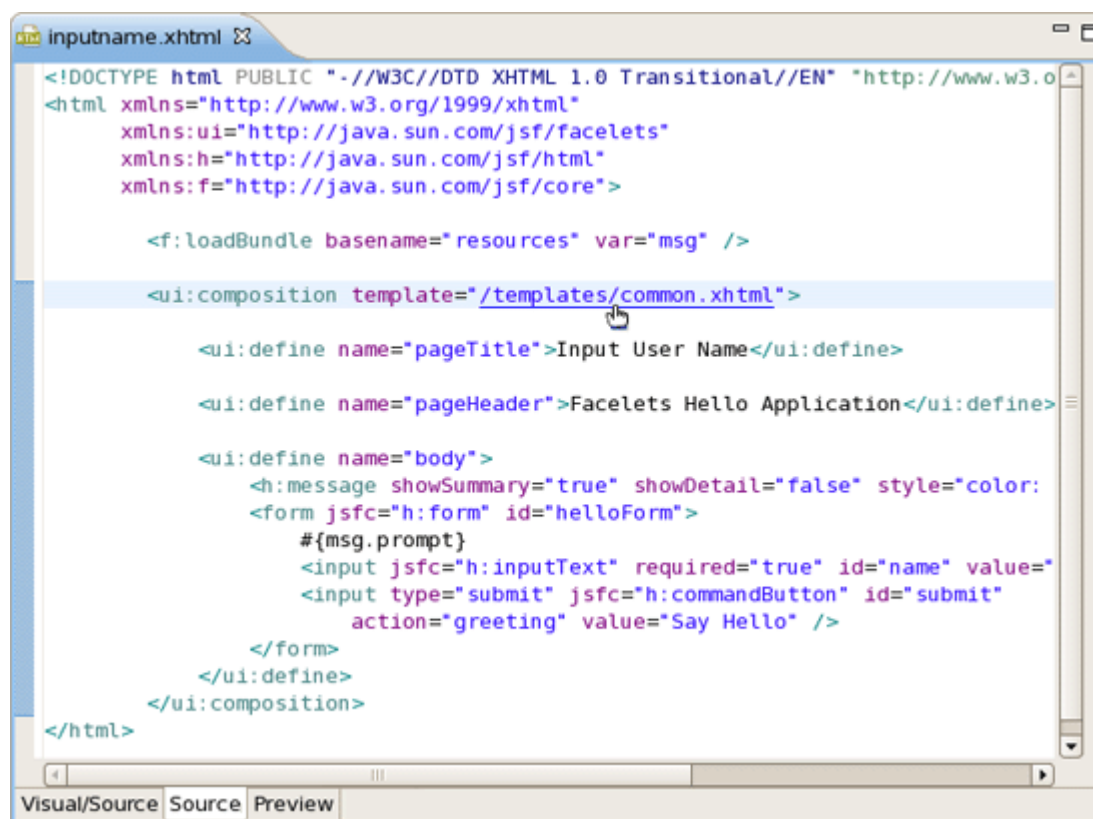 inputname.xhtml
<!DOCTYPE html PUBLIC "-//W3C//DTD XHTML 1.0 Transitional//EN" "http://www.w3.o
<html xmlns="http://www.w3.org/1999/xhtml"
xmlns:ui="http://java.sun.com/jsf/facelets"
xmlns:h="http://java.sun.com/jsf/html"
xmlns:f="http://java.sun.com/jsf/core">
<f:loadBundle basename="resources" var="msg" />
<ui:composition template="/templates/common.xhtml">
<ui:define name="pageTitle">Input User Name</ui:define>
<ui:define name="pageHeader">Facelets Hello Application</ui:define>
<ui:define name="body">
<h:message showSummary="true" showDetail="false" style="color:
<form jsfc="h:form" id="helloForm">
#{msg.prompt}
<input jsfc="h:inputText" required="true" id="name" value="
<input type="submit" jsfc="h:commandButton" id="submit"
action="greeting" value="Say Hello" />
</form>
</ui:define>
</ui:composition>
</html>
Visual/Source Source Preview